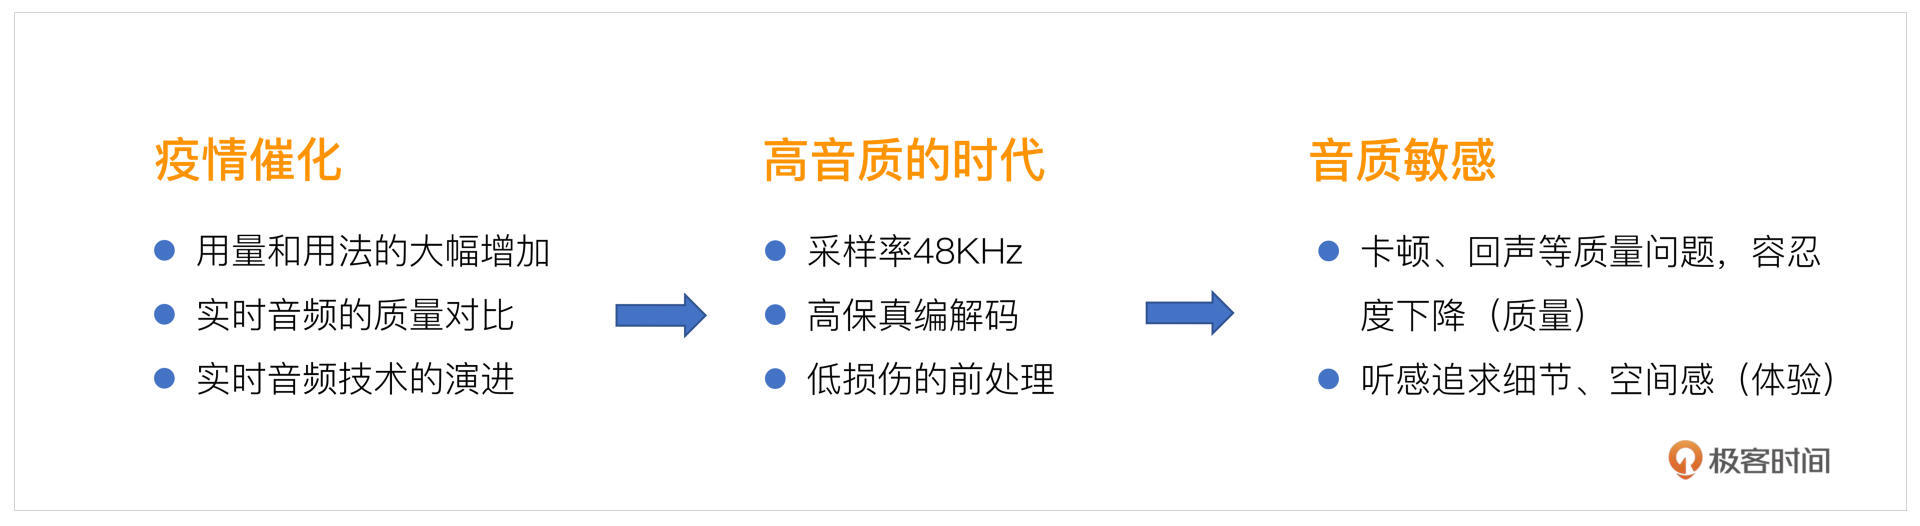 疫情催化
用量和用法的大幅增加
实时音频的质量对比
实时音频技术的演进
高音质的时代
采样率48KHz
高保真编解码
低损伤的前处理
音质敏感
卡顿、回声等质量问题，容忍
度下降（质量）
听感追求细节、空间感（体验）
极客时间